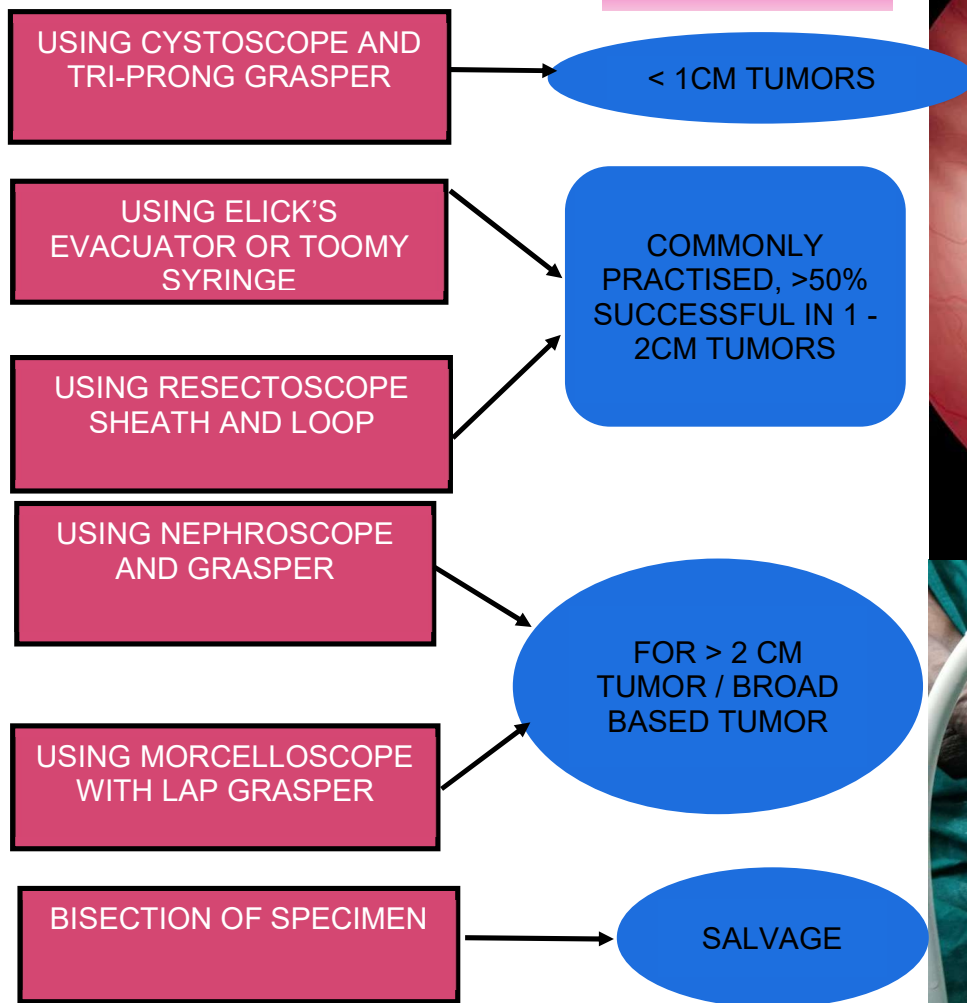 USING CYSTOSCOPE AND
TRI-PRONG GRASPER
< 1CM TUMORS
USING ELICK’S
EVACUATOR OR TOOMY
SYRINGE
COMMONLY
PRACTISED, >50%
SUCCESSFUL IN 1 -
2CM TUMORS
USING RESECTOSCOPE
SHEATH AND LOOP
USING NEPHROSCOPE
AND GRASPER
FOR > 2 CM
TUMOR / BROAD
BASED TUMOR
USING MORCELLOSCOPE
WITH LAP GRASPER
BISECTION OF SPECIMEN
SALVAGE